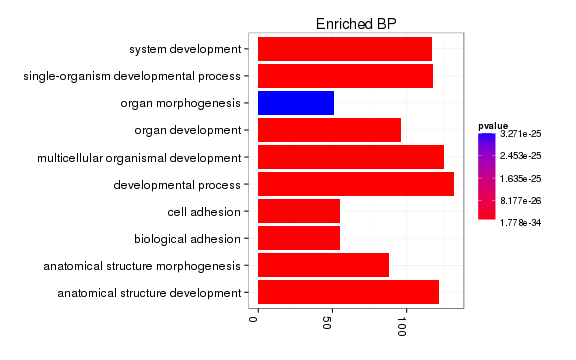 Enriched BP
system development
single-organism developmental process
organ morphogenesis
organ development
multicellular organismal development
developmental process
cell adhesion
biological adhesion
anatomical structure morphogenesis
anatomical structure development
0
50
100
pvalue
3.271e-25
2.453e-25
1.635e-25
8.177e-26
1.778e-34